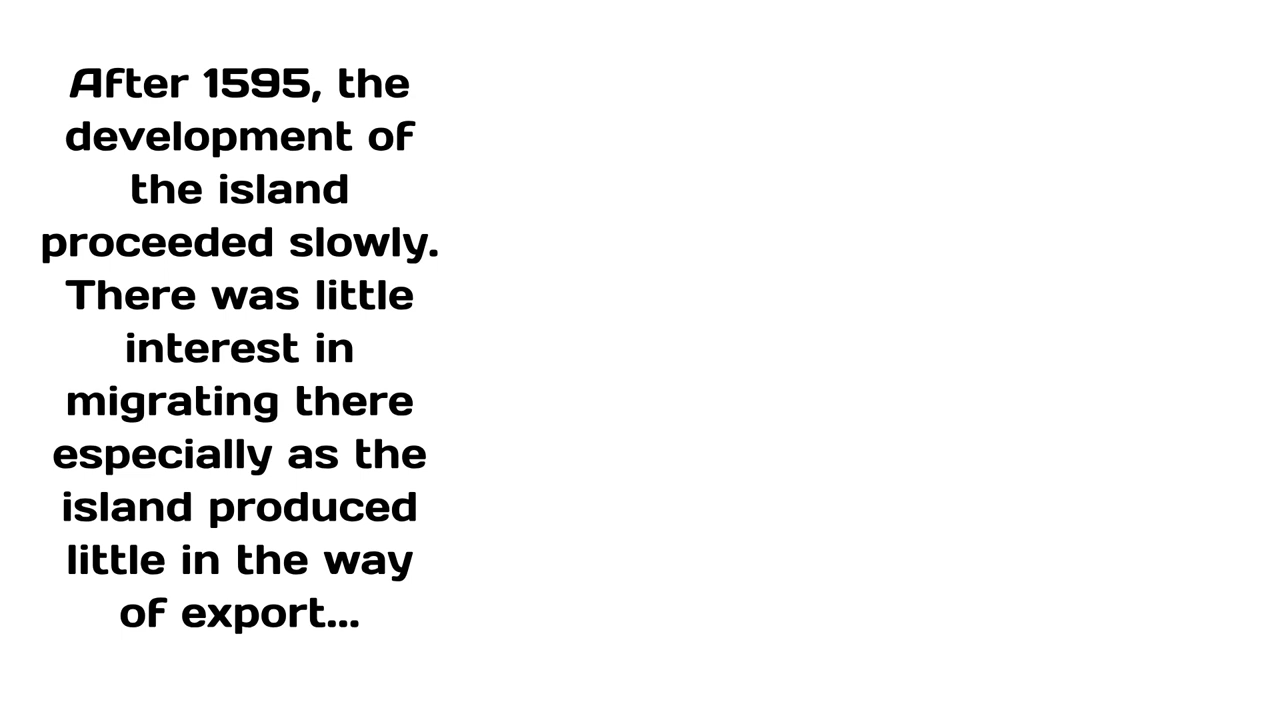 After 1595, the
development of
the island
proceeded slowly.
There was little
interest in
migrating there
especially as the
island produced
little in the way
of export...